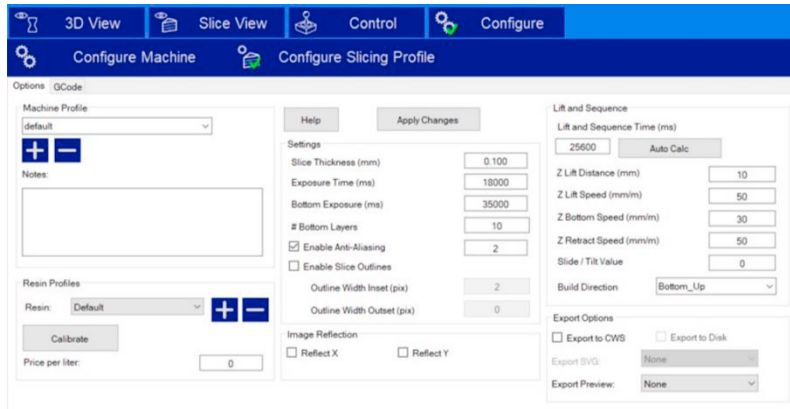 3D View
Slice View
Control
Configure
Configure Machine
Configure Slicing Profile
Options
GCode
Machine Profile
default
Notes:
Resin Profiles
Resin:
Default
Calibrate
Price per liter:
0
Help
Apply Changes
Settings
Slice Thickness (mm)
0.100
Exposure Time (ms)
18000
Bottom Exposure (ms)
35000
# Bottom Layers
10
Enable Anti-Aliasing
2
Enable Slice Outlines
Outline Width Inset (pix)
2
Outline Width Outset (pix)
0
Image Reflection
Reflect X
Reflect Y
Lift and Sequence
Lift and Sequence Time (ms)
25600
Auto Calc
Z Lift Distance (mm)
10
Z Lift Speed (mm/m)
50
Z Bottom Speed (mm/m)
30
Z Retract Speed (mm/m)
50
Slide / Tilt Value
0
Build Direction
Bottom_Up
Export Options
Export to CWS
Export to Disk
Export SVG:
None
Export Preview:
None